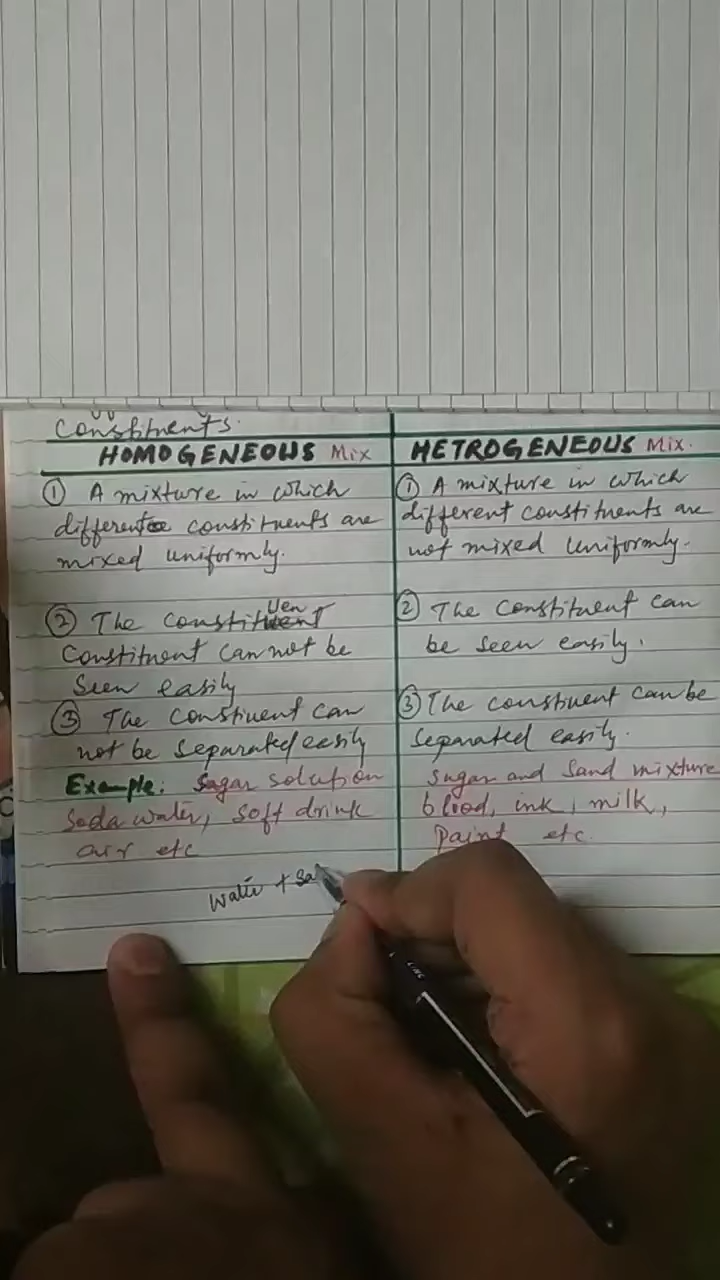 Constituents.
HOMOGENEOUS Mix
① A mixture in which
different constituents are
mixed uniformly.
② The constituent
Constituent can not be
Seen easily
③ The constiuent can
not be separated easily
Example: Sugar solution
Soda water, soft drink
air etc
Water + Sa
HETROGENEOUS Mix.
① A mixture in which
different constituents are
not mixed uniformly.
② The constituent can
be seen easily.
③ The constiuent can be
separated easily.
Sugar and Sand mixture
blood, ink, milk,
paint etc.